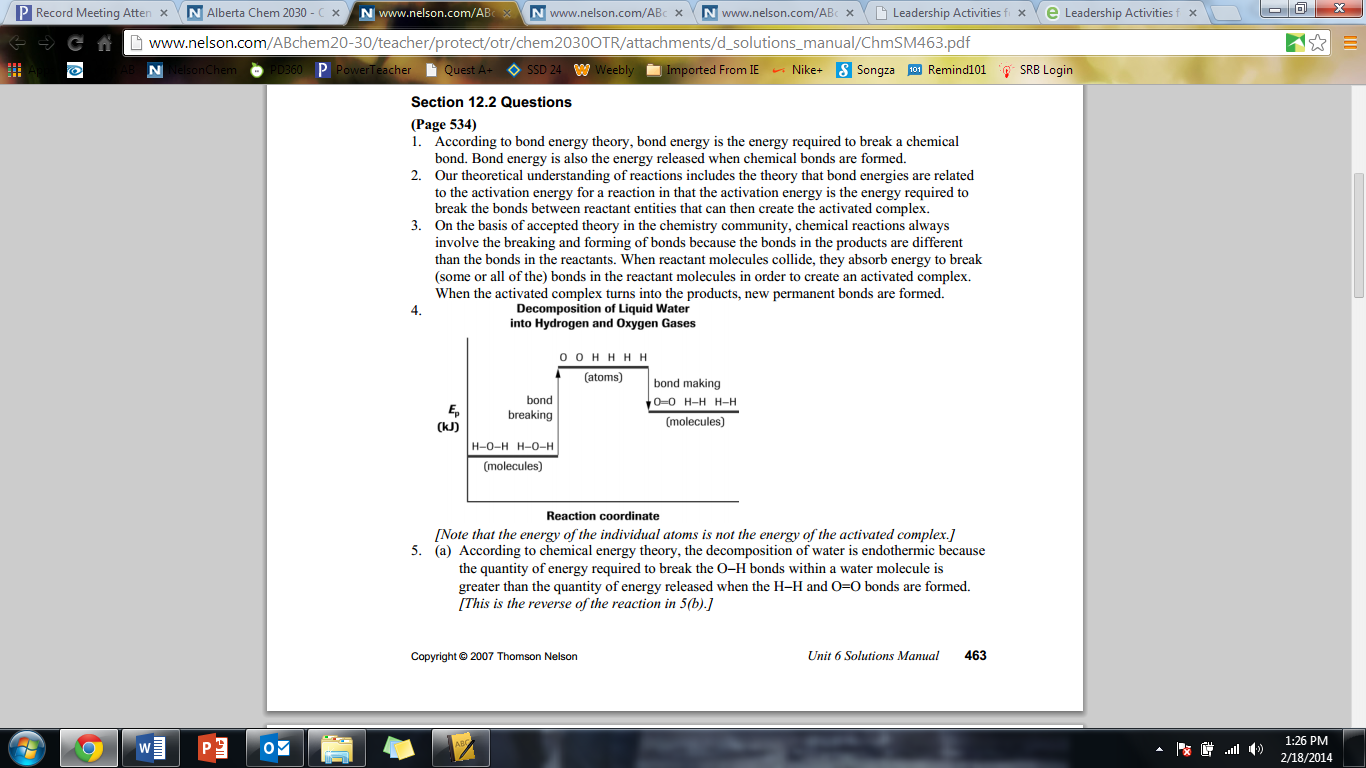 Record Meeting Atten
Alberta Chem 2030 - C
www.nelson.com/ABc
www.nelson.com/ABc
www.nelson.com/ABc
Leadership Activities f
Leadership Activities f
www.nelson.com/ABchem20-30/teacher/protect/otr/chem2030OTR/attachments/d_solutions_manual/ChmSM463.pdf
NelsonChem PD360 PowerTeacher Quest A+ SSD 24 Weebly Imported From IE Nike+ Songza Remind101 SRB Login
Section 12.2 Questions
(Page 534)
1. According to bond energy theory, bond energy is the energy required to break a chemical
bond. Bond energy is also the energy released when chemical bonds are formed.
2. Our theoretical understanding of reactions includes the theory that bond energies are related
to the activation energy for a reaction in that the activation energy is the energy required to
break the bonds between reactant entities that can then create the activated complex.
3. On the basis of accepted theory in the chemistry community, chemical reactions always
involve the breaking and forming of bonds because the bonds in the products are different
than the bonds in the reactants. When reactant molecules collide, they absorb energy to break
(some or all of the) bonds in the reactant molecules in order to create an activated complex.
When the activated complex turns into the products, new permanent bonds are formed.
4. Decomposition of Liquid Water
into Hydrogen and Oxygen Gases
O O H H H H
(atoms)
bond making
bond
breaking
O=O H–H H–H
(molecules)
Ep
(kJ)
H–O–H H–O–H
(molecules)
Reaction coordinate
[Note that the energy of the individual atoms is not the energy of the activated complex.]
5. (a) According to chemical energy theory, the decomposition of water is endothermic because
the quantity of energy required to break the O–H bonds within a water molecule is
greater than the quantity of energy released when the H–H and O=O bonds are formed.
[This is the reverse of the reaction in 5(b).]
Copyright © 2007 Thomson Nelson
Unit 6 Solutions Manual 463
1:26 PM
2/18/2014